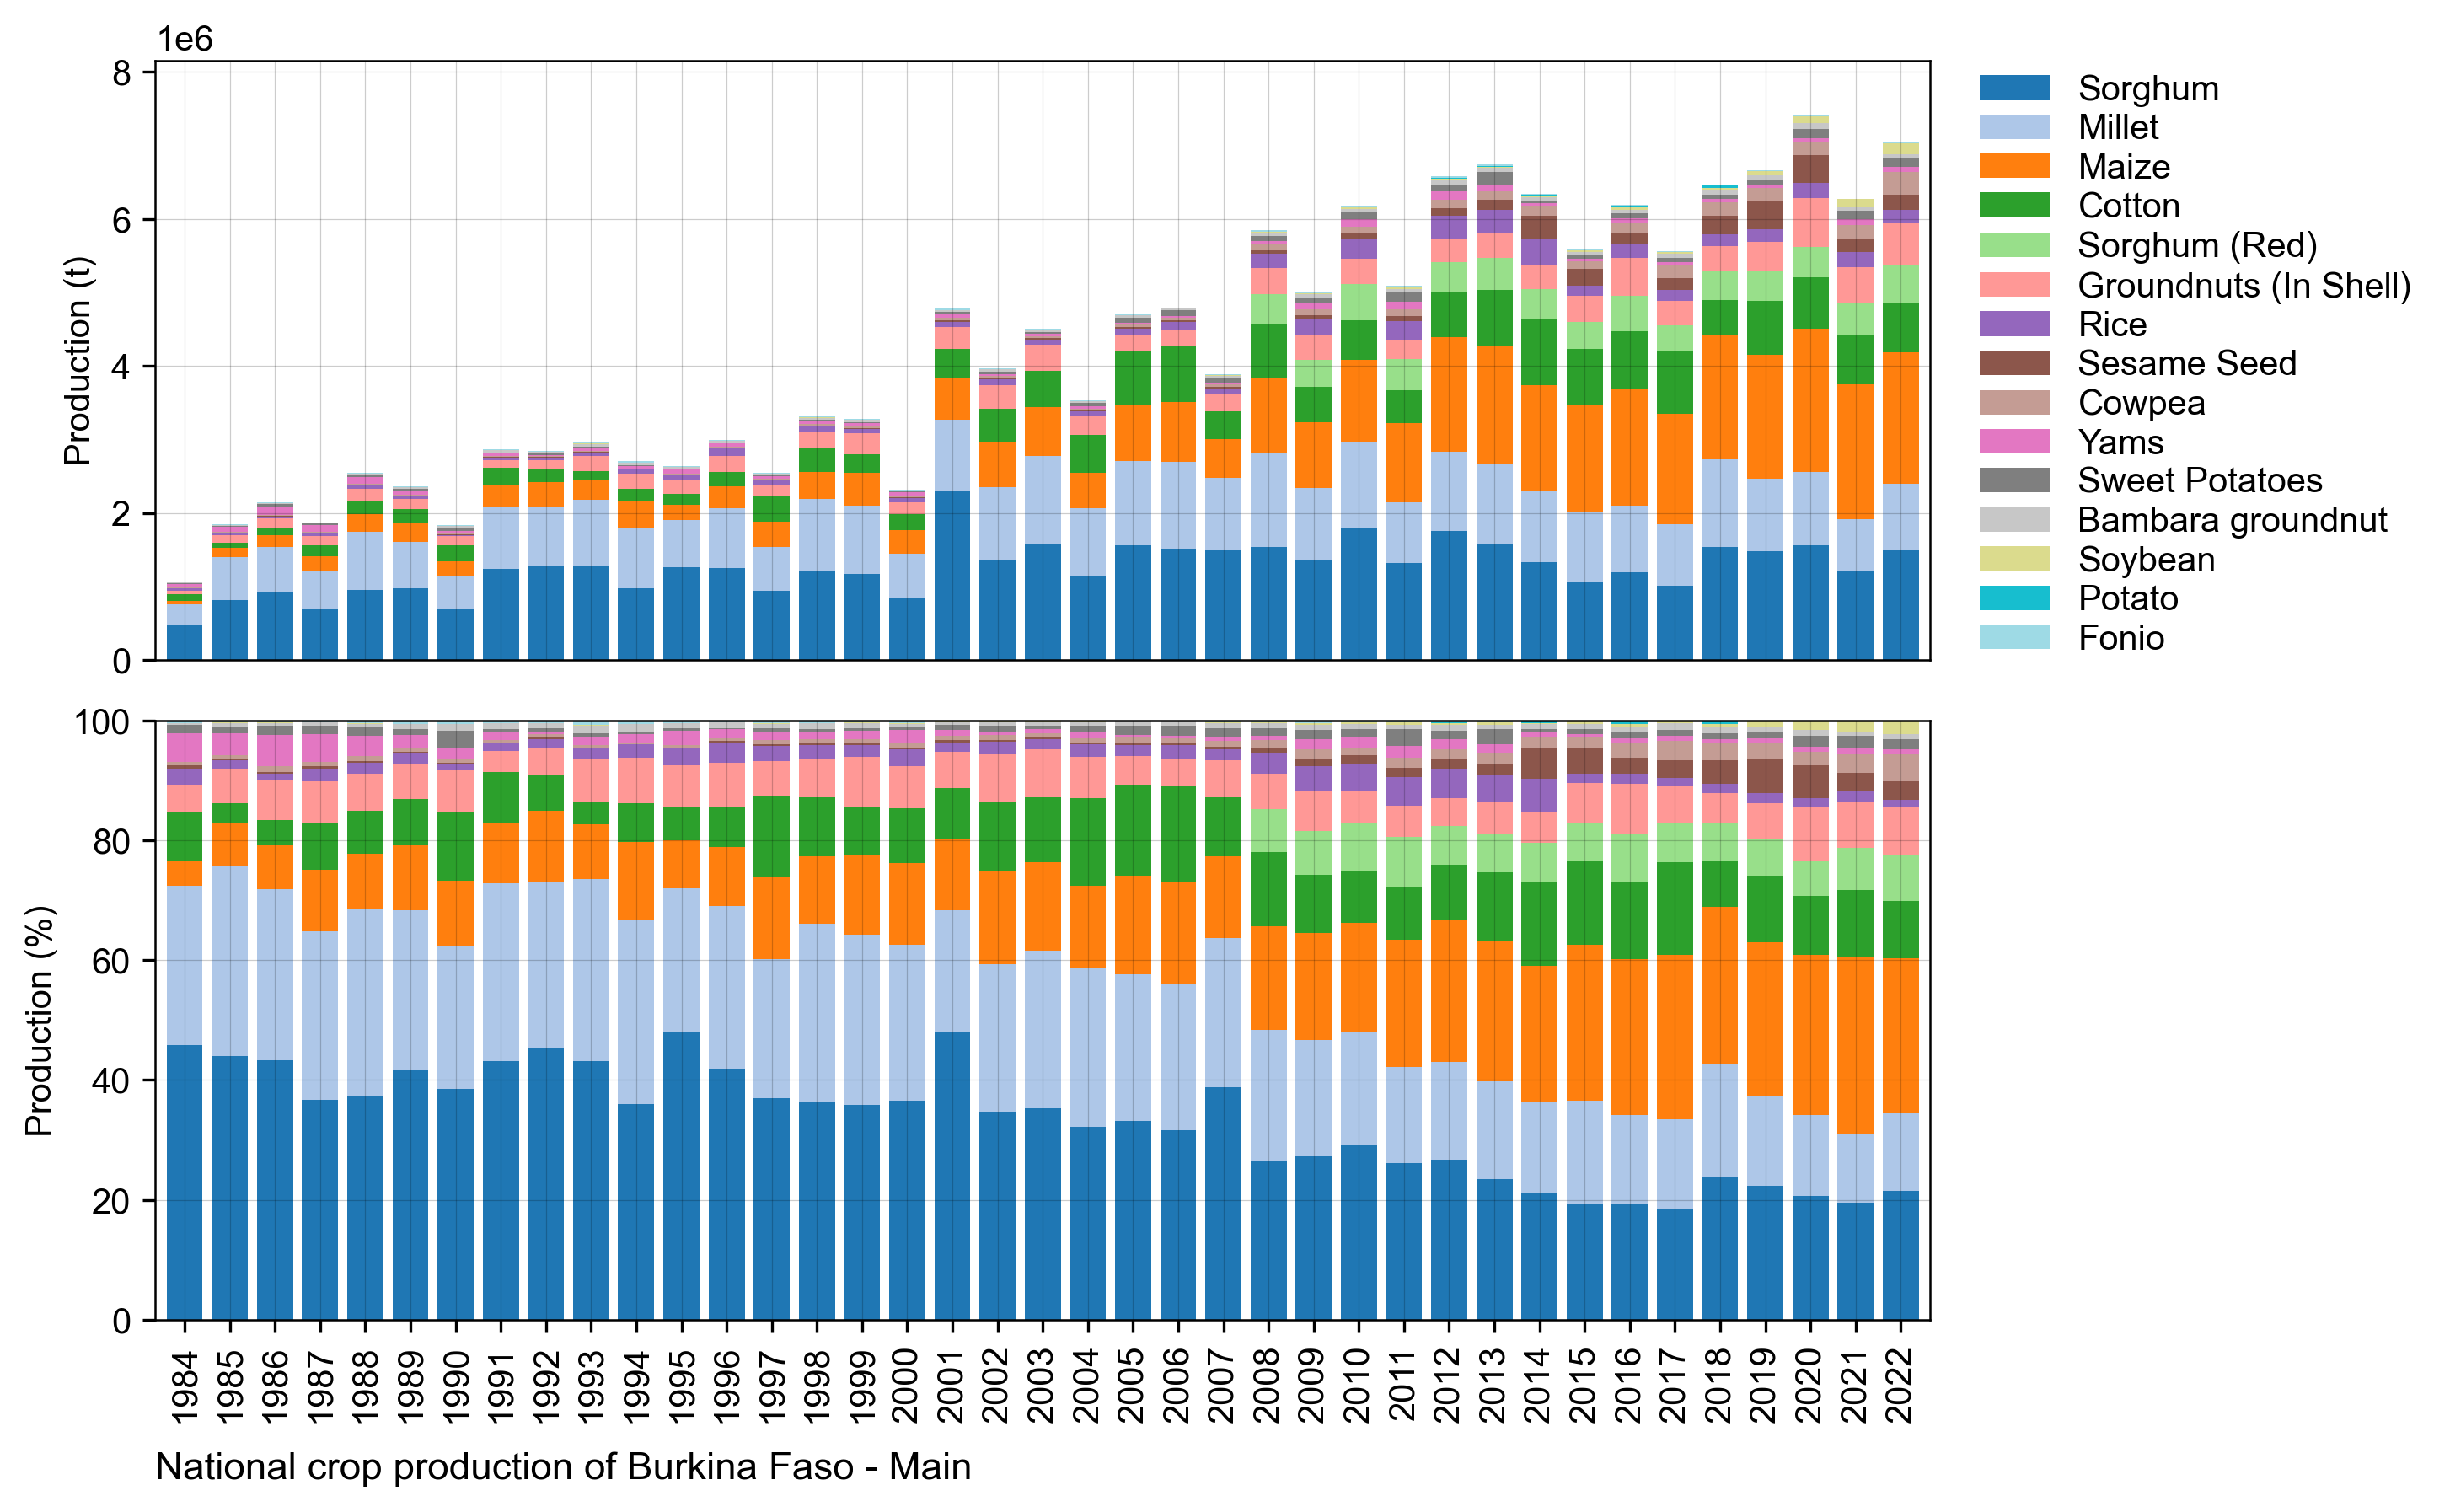 1e6
8
6
4
2
0
Production (t)
Sorghum
Millet
Maize
Cotton
Sorghum (Red)
Groundnuts (In Shell)
Rice
Sesame Seed
Cowpea
Yams
Sweet Potatoes
Bambara groundnut
Soybean
Potato
Fonio
100
80
60
40
20
0
Production (%)
1984
1985
1986
1987
1988
1989
1990
1991
1992
1993
1994
1995
1996
1997
1998
1999
2000
2001
2002
2003
2004
2005
2006
2007
2008
2009
2010
2011
2012
2013
2014
2015
2016
2017
2018
2019
2020
2021
2022
National crop production of Burkina Faso - Main